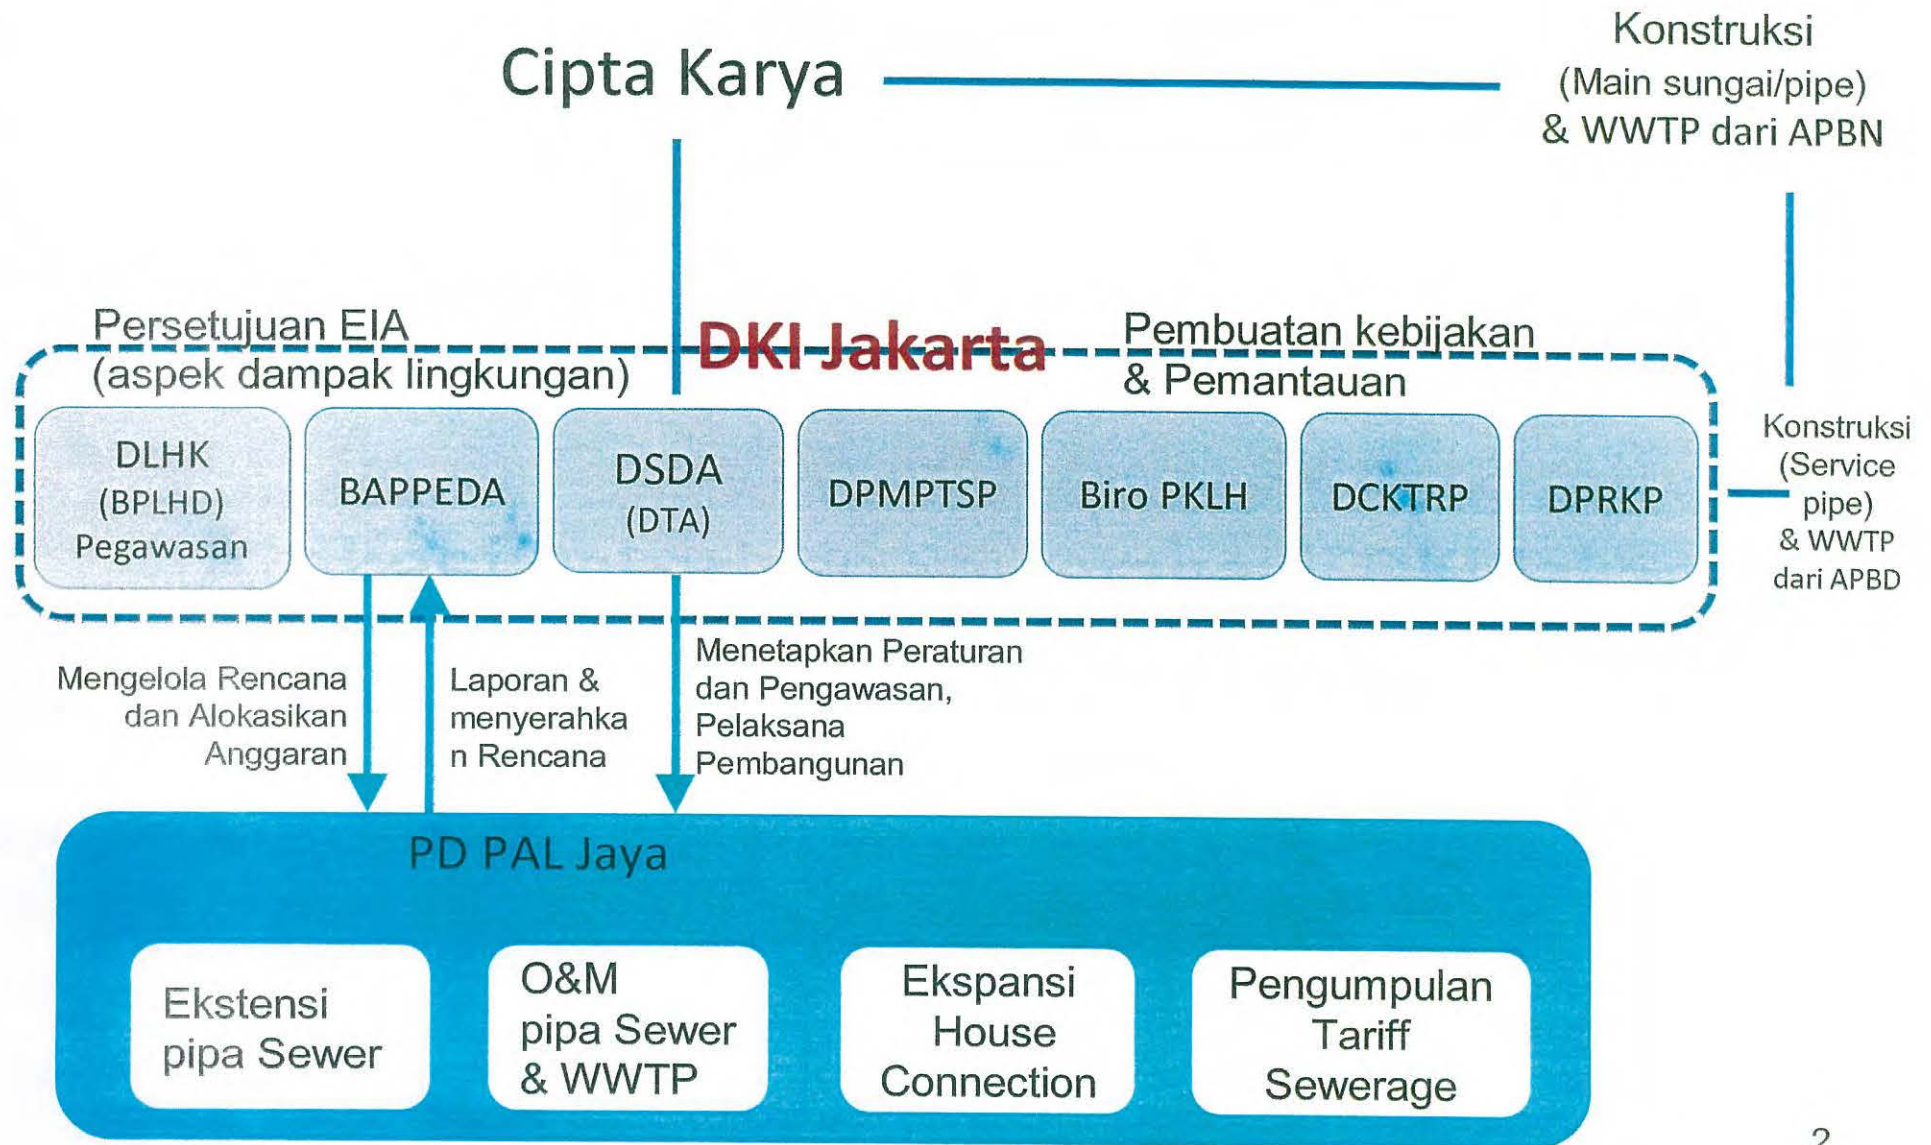 Cipta Karya
Konstruksi
(Main sungai/pipe)
& WWTP dari APBN
Persetujuan EIA
(aspek dampak lingkungan)
DKI Jakarta
Pembuatan kebijakan
& Pemantauan
DLHK
(BPLHD)
Pegawasan
BAPPEDA
DSDA
(DTA)
DPMPTSP
Biro PKLH
DCKTRP
DPRKP
Konstruksi
(Service
pipe)
& WWTP
dari APBD
Mengelola Rencana
dan Alokasikan
Anggaran
Laporan &
menyerahka
n Rencana
Menetapkan Peraturan
dan Pengawasan,
Pelaksana
Pembangunan
PD PAL Jaya
Ekstensi
pipa Sewer
O&M
pipa Sewer
& WWTP
Ekspansi
House
Connection
Pengumpulan
Tariff
Sewerage
2